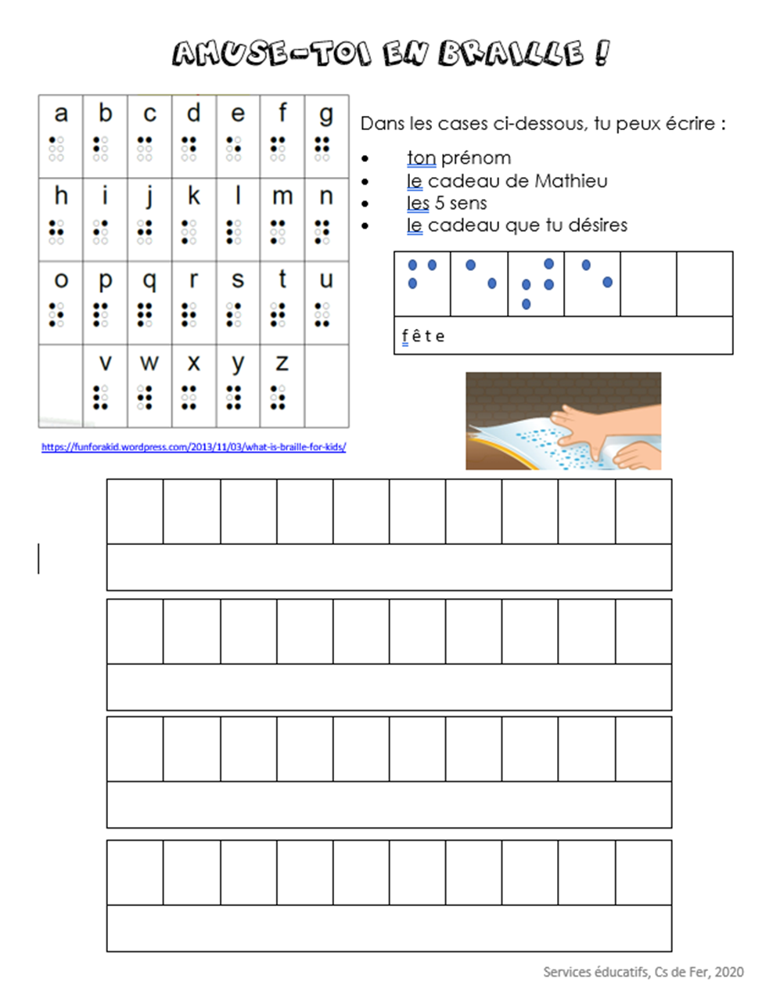 AMUSE-TOI EN BRAILLE !
a b c d e f g
h i j k l m n
o p q r s t u
v w x y z
https://funforakid.wordpress.com/2013/11/03/what-is-braille-for-kids/
Dans les cases ci-dessous, tu peux écrire :
• ton prénom
• le cadeau de Mathieu
• les 5 sens
• le cadeau que tu désires
f ê t e
Services éducatifs, Cs de Fer, 2020